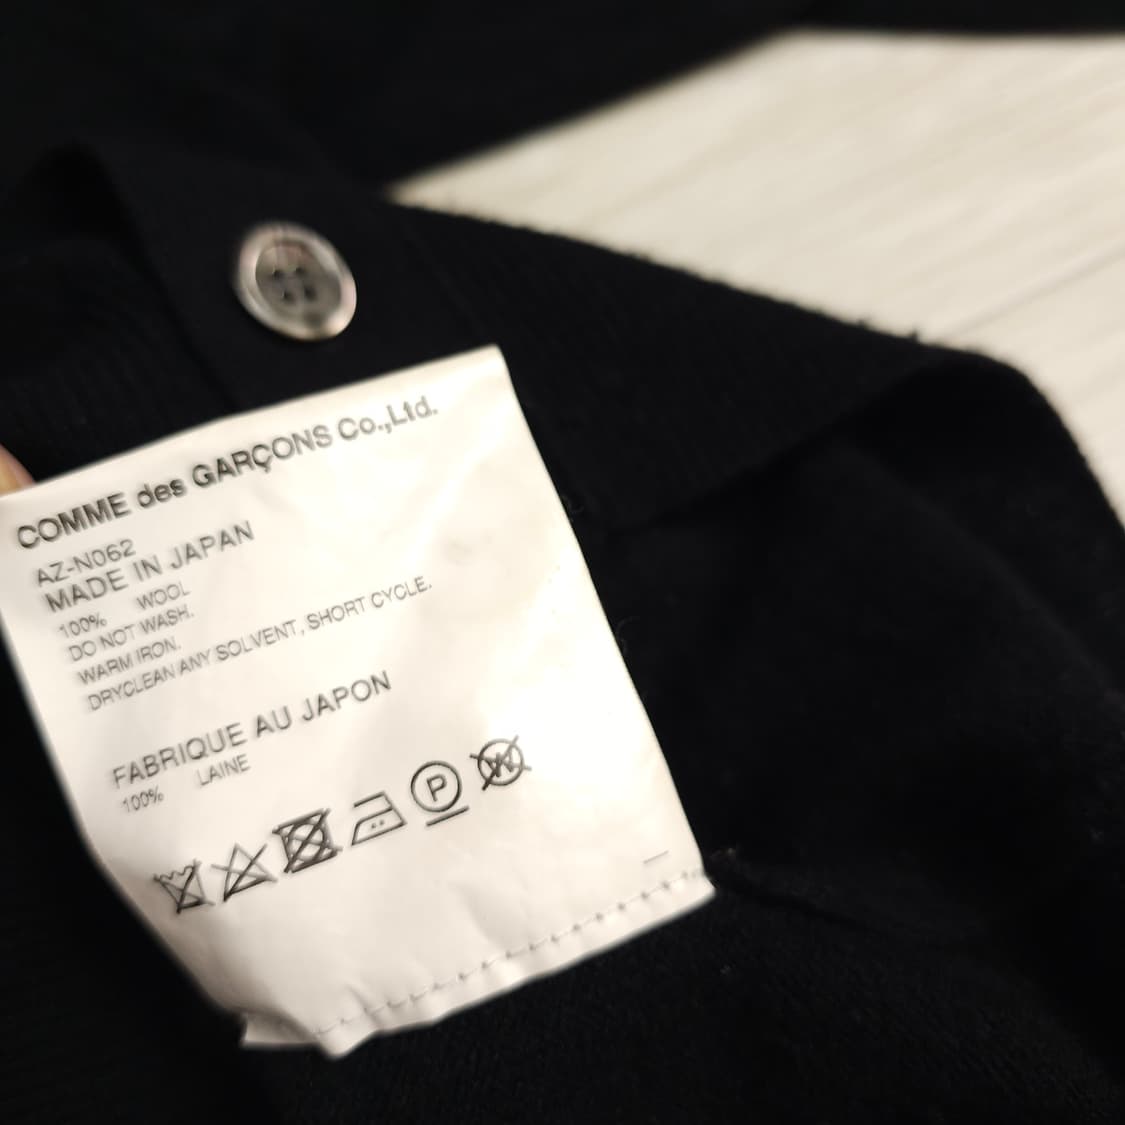 COMME des GARÇONS Co.,Ltd.
AZ-N062
MADE IN JAPAN
100% WOOL
DO NOT WASH.
WARM IRON.
DRYCLEAN ANY SOLVENT, SHORT CYCLE.
FABRIQUE AU JAPON
100% LAINE
P W